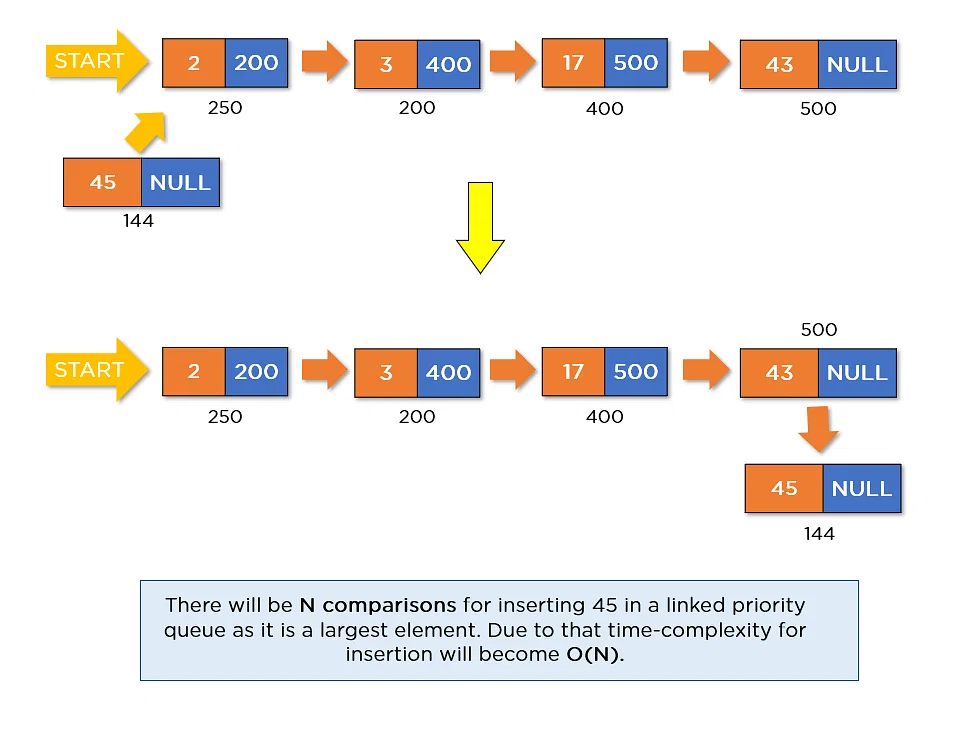 START
2 200
3 400
17 500
43 NULL
250
200
400
500
45 NULL
144
500
START
2 200
3 400
17 500
43 NULL
250
200
400
45 NULL
144
There will be N comparisons for inserting 45 in a linked priority
queue as it is a largest element. Due to that time-complexity for
insertion will become O(N).